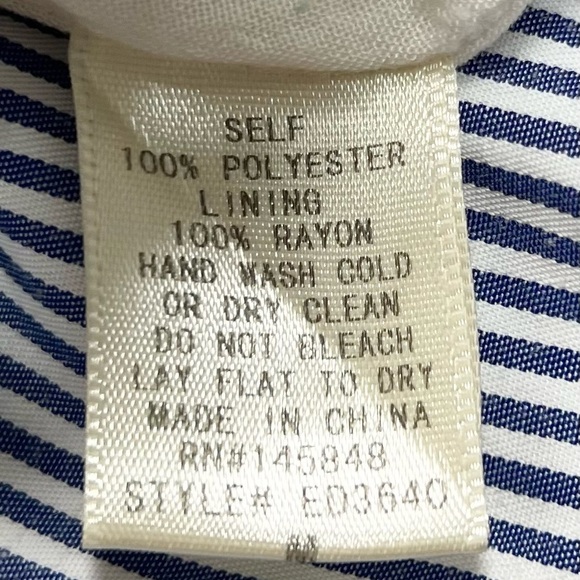 SELF
100% POLYESTER
LINING
100% RAYON
HAND WASH COLD
OR DRY CLEAN
DO NOT BLEACH
LAY FLAT TO DRY
MADE IN CHINA
RN#145848
STYLE# ED3640